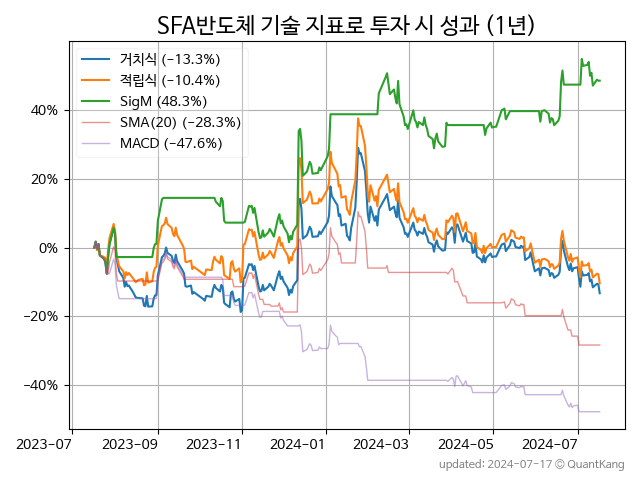 SFA반도체 기술 지표로 투자 시 성과 (1년)
거치식 (−13.3%)
적립식 (−10.4%)
SigM (48.3%)
SMA(20) (−28.3%)
MACD (−47.6%)
40%
20%
0%
−20%
−40%
2023-07 2023-09 2023-11 2024-01 2024-03 2024-05 2024-07
updated: 2024-07-17 © QuantKang